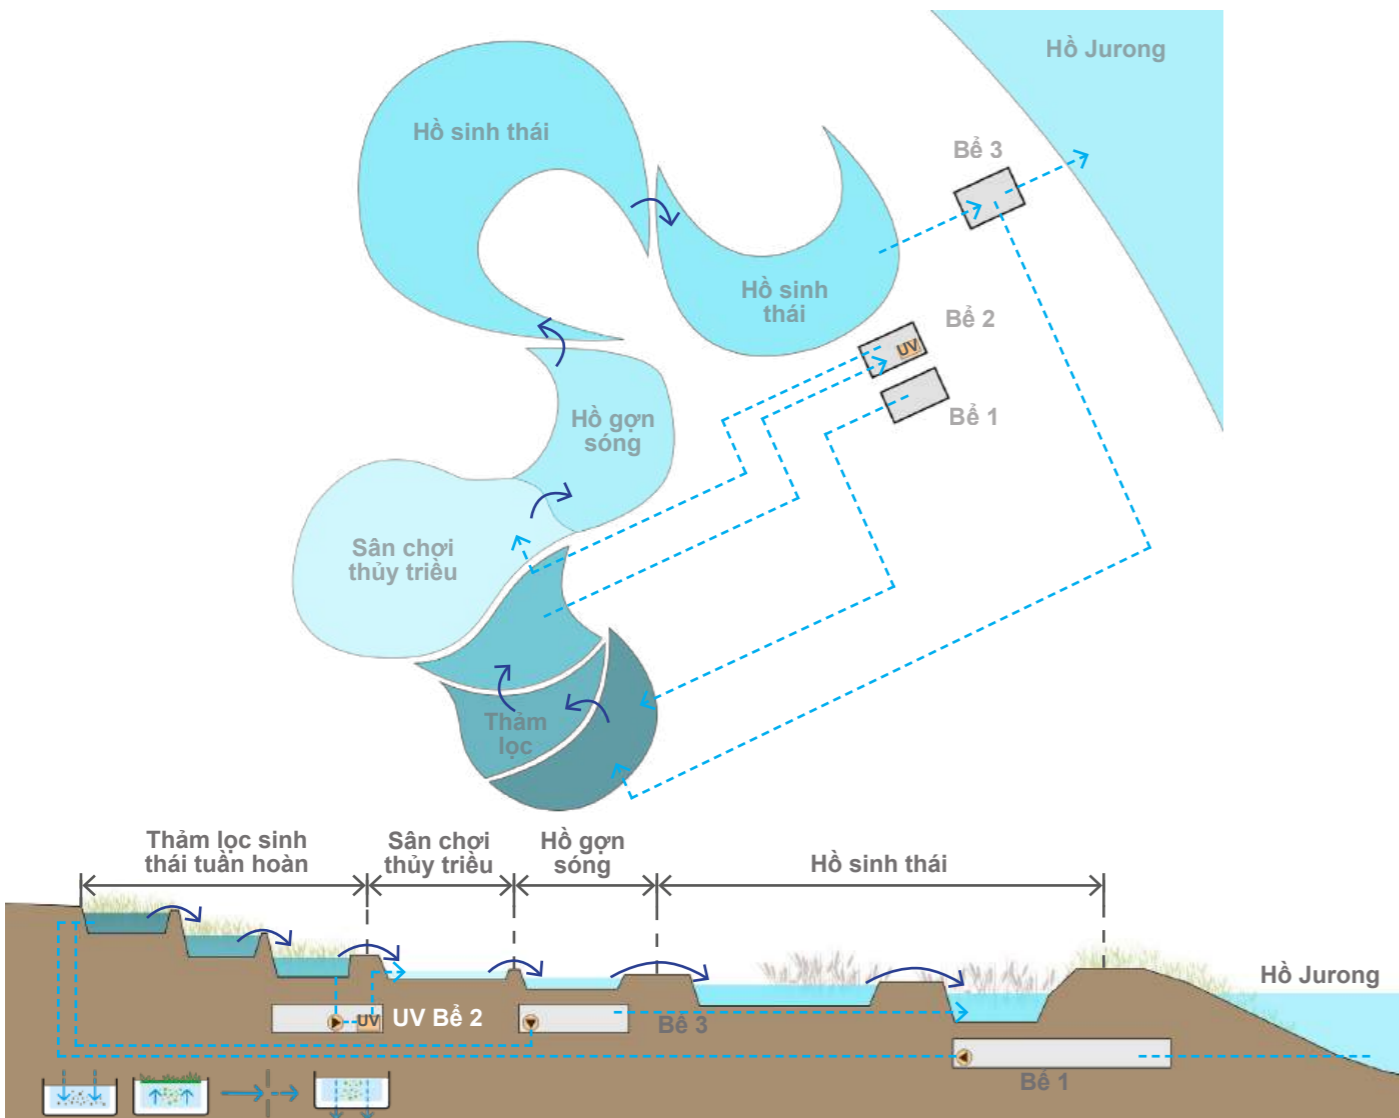 Hồ Jurong
Hồ sinh thái
Bể 3
Hồ sinh
thái
Bể 2
UV
Bể 1
Hồ gợn
sóng
Sân chơi
thủy triều
Thảm
lọc
Thảm lọc sinh
thái tuần hoàn
Sân chơi
thủy triều
Hồ gợn
sóng
Hồ sinh thái
Hồ Jurong
UV
UV Bể 2
Bể 3
Bể 1